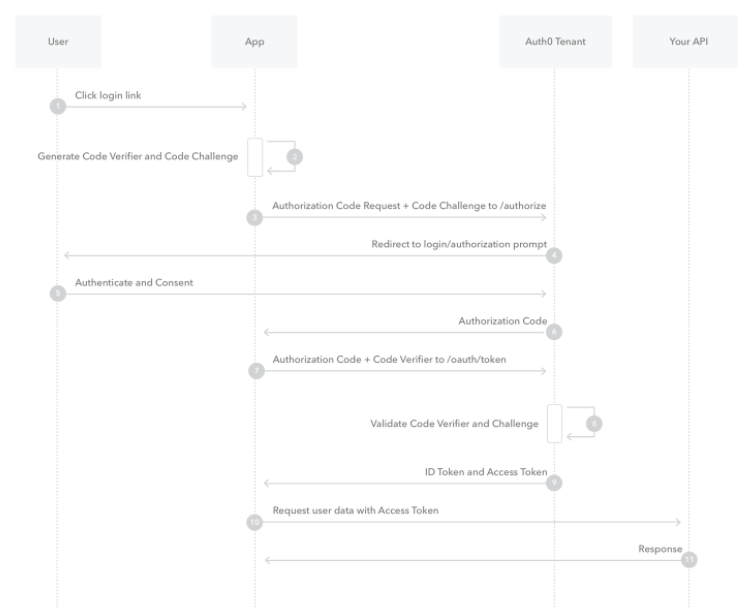 User
App
Auth0 Tenant
Your API
Click login link
1
Generate Code Verifier and Code Challenge
2
Authorization Code Request + Code Challenge to /authorize
3
Redirect to login/authorization prompt
4
Authenticate and Consent
5
Authorization Code
6
Authorization Code + Code Verifier to /oauth/token
7
Validate Code Verifier and Challenge
8
ID Token and Access Token
9
Request user data with Access Token
10
Response
11